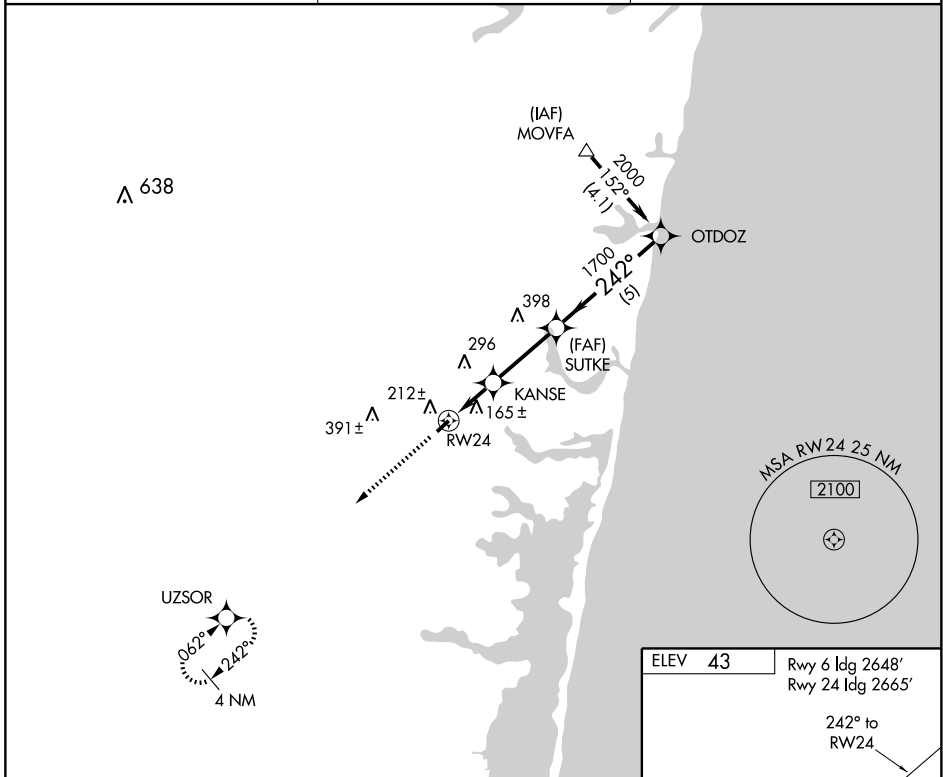 (IAF)
MOVFA
2000
152°
(4.1)
638
OTDOZ
1700
242°
(5)
398
(FAF)
SUTKE
296
KANSE
212±
165±
391±
RW24
MSA RW24 25 NM
2100
UZSOR
062°
242°
4 NM
ELEV 43
Rwy 6 ldg 2648'
Rwy 24 ldg 2665'
242° to
RW24